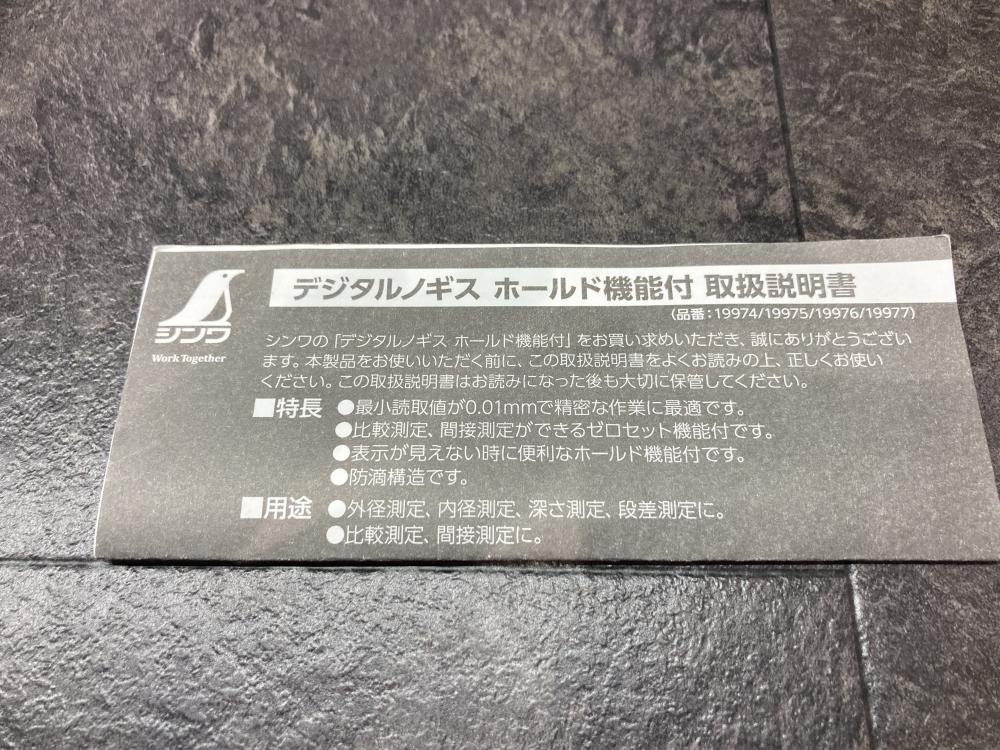 シンワ
Work Together
デジタルノギス ホールド機能付 取扱説明書
(品番:19974/19975/19976/19977)
シンワの「デジタルノギス ホールド機能付」をお買い求めいただき、誠にありがとうござい
ます。本製品をお使いいただく前に、この取扱説明書をよくお読みの上、正しくお使い
ください。この取扱説明書はお読みになった後も大切に保管してください。
■特長 ●最小読取値が0.01mmで精密な作業に最適です。
●比較測定、間接測定ができるゼロセット機能付です。
●表示が見えない時に便利なホールド機能付です。
●防滴構造です。
■用途 ●外径測定、内径測定、深さ測定、段差測定に。
●比較測定、間接測定に。